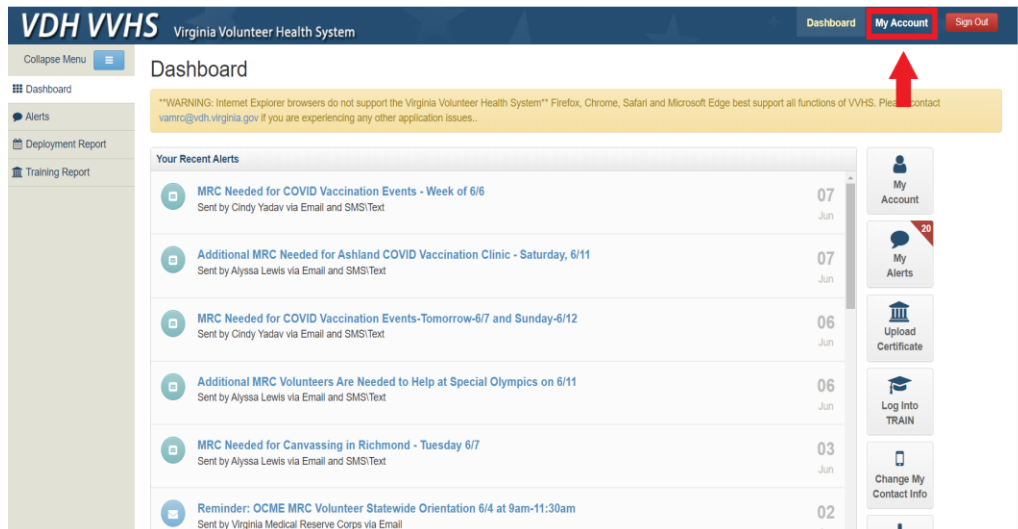 VDH VVHS Virginia Volunteer Health System
Dashboard
My Account
Sign Out
Collapse Menu
Dashboard
Alerts
Deployment Report
Training Report
Dashboard
**WARNING: Internet Explorer browsers do not support the Virginia Volunteer Health System** Firefox, Chrome, Safari and Microsoft Edge best support all functions of VVHS. contact
vamrc@vdh.virginia.gov if you are experiencing any other application issues..
Your Recent Alerts
MRC Needed for COVID Vaccination Events - Week of 6/6
Sent by Cindy Yadav via Email and SMS\Text
07
Jun
Additional MRC Needed for Ashland COVID Vaccination Clinic - Saturday, 6/11
Sent by Alyssa Lewis via Email and SMS\Text
07
Jun
MRC Needed for COVID Vaccination Events-Tomorrow-6/7 and Sunday-6/12
Sent by Cindy Yadav via Email and SMS\Text
06
Jun
Additional MRC Volunteers Are Needed to Help at Special Olympics on 6/11
Sent by Alyssa Lewis via Email and SMS\Text
06
Jun
MRC Needed for Canvassing in Richmond - Tuesday 6/7
Sent by Alyssa Lewis via Email and SMS\Text
03
Jun
Reminder: OCME MRC Volunteer Statewide Orientation 6/4 at 9am-11:30am
Sent by Virginia Medical Reserve Corps via Email
02
My
Account
20
My
Alerts
Upload
Certificate
Log Into
TRAIN
Change My
Contact Info